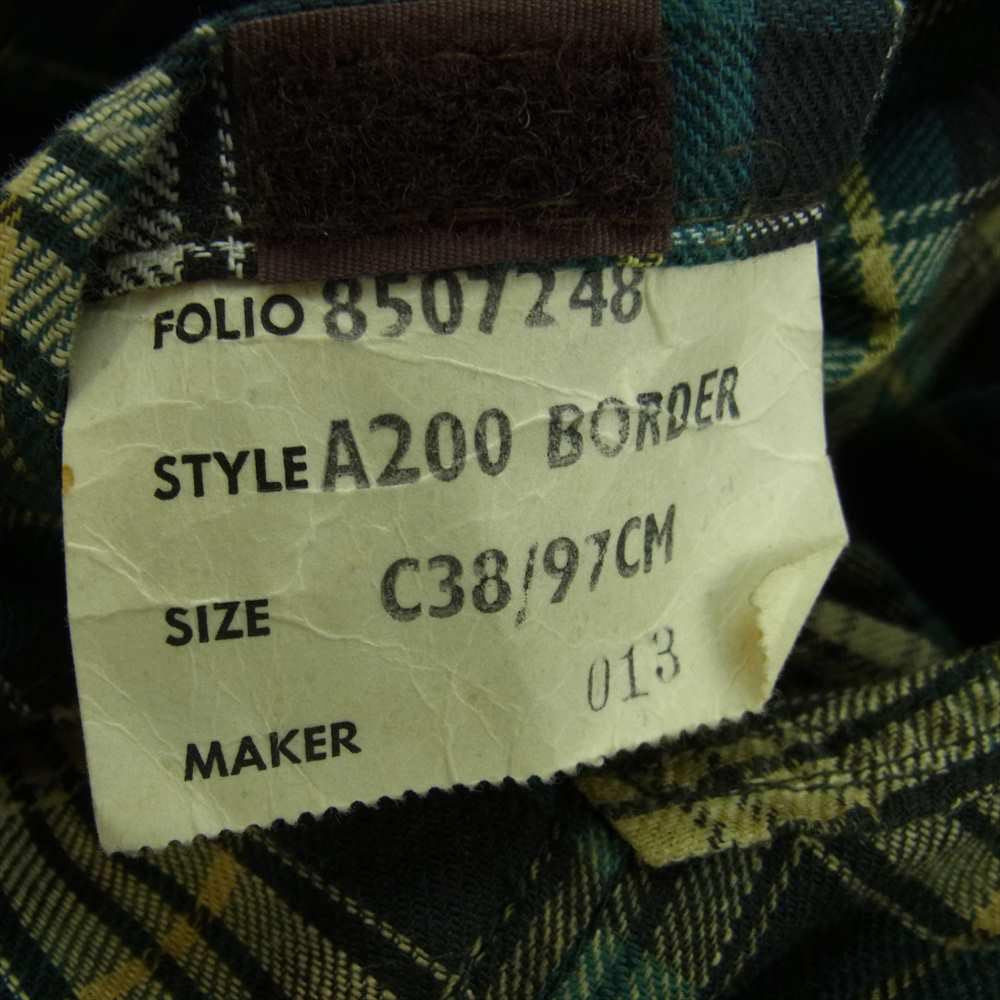 FOLIO 8507248
STYLE A200 BORDER
SIZE C38/97CM
013
MAKER